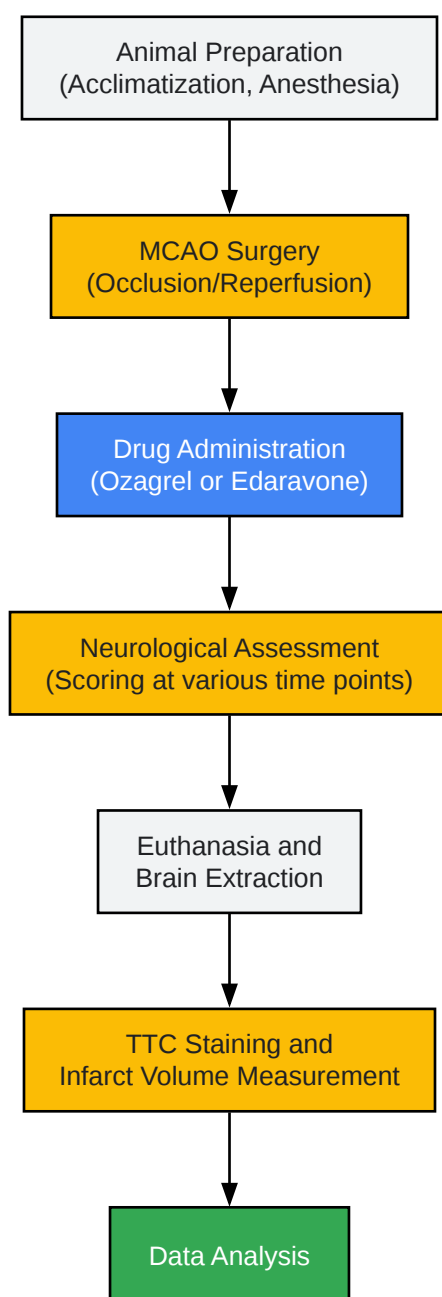 Animal Preparation
(Acclimatization, Anesthesia)
MCAO Surgery
(Occlusion/Reperfusion)
Drug Administration
(Ozagrel or Edaravone)
Neurological Assessment
(Scoring at various time points)
Euthanasia and
Brain Extraction
TTC Staining and
Infarct Volume Measurement
Data Analysis